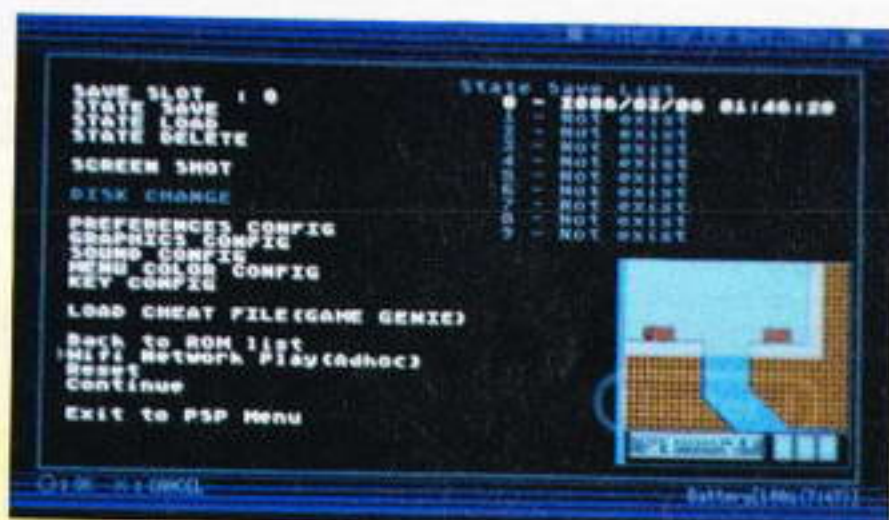 SAVE SLOT : 0
STATE SAVE
STATE LOAD
STATE DELETE
SCREEN SHOT
DISK CHANGE
PREFERENCES CONFIG
GRAPHICS CONFIG
SOUND CONFIG
MENU COLOR CONFIG
KEY CONFIG
LOAD CHEAT FILE(GAME GENIE)
Back to ROM list
WiFi Network Play(Adhoc)
Reset
Continue
Exit to PSP Menu
State Save List
0 - 2006/03/06 01:46:20
1 - Not exist
2 - Not exist
3 - Not exist
4 - Not exist
5 - Not exist
6 - Not exist
7 - Not exist
8 - Not exist
9 - Not exist
: OK : CANCEL